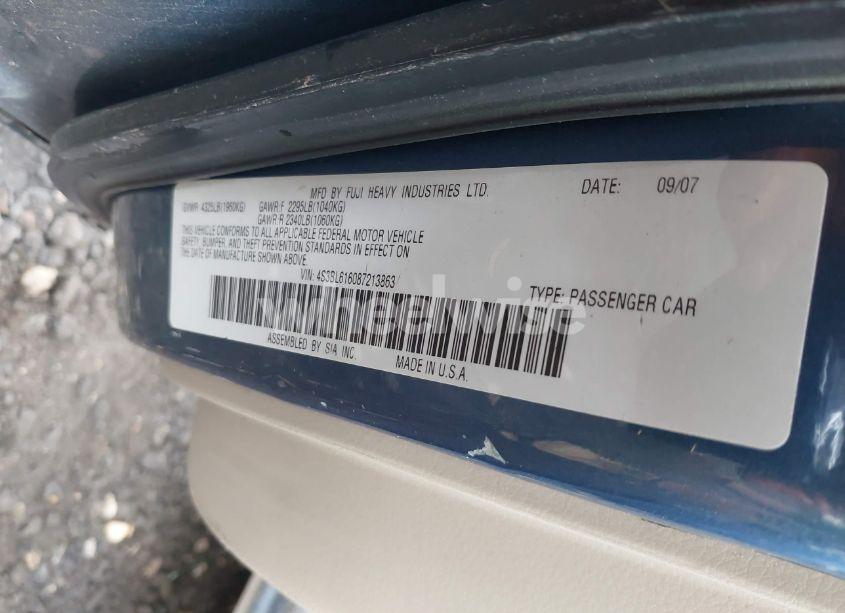 MFD BY FUJI HEAVY INDUSTRIES LTD. DATE: 09/07
GVWR: 4325LB(1960KG) GAWR:F 2295LB(1040KG)
GAWR:R 2340LB(1060KG)
THIS VEHICLE CONFORMS TO ALL APPLICABLE FEDERAL MOTOR VEHICLE
SAFETY, BUMPER, AND THEFT PREVENTION STANDARDS IN EFFECT ON
THE DATE OF MANUFACTURE SHOWN ABOVE.
VIN: 4S3BL616087213863
TYPE: PASSENGER CAR
wheelwise
ASSEMBLED BY SIA INC.
MADE IN U.S.A.